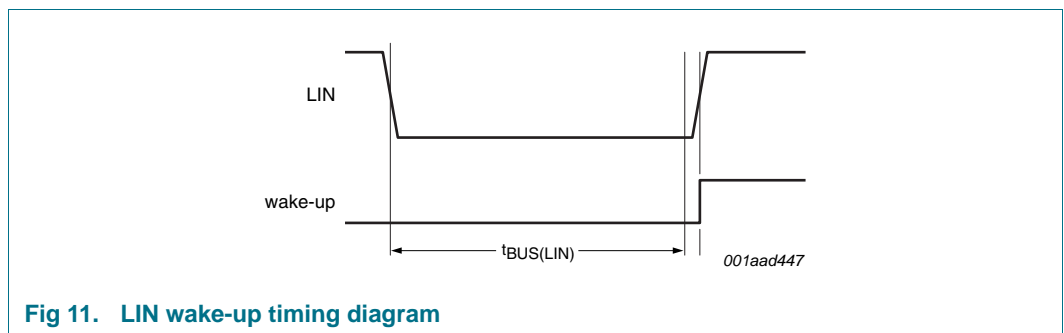 LIN
wake-up
tBUS(LIN)
001aad447
Fig 11. LIN wake-up timing diagram